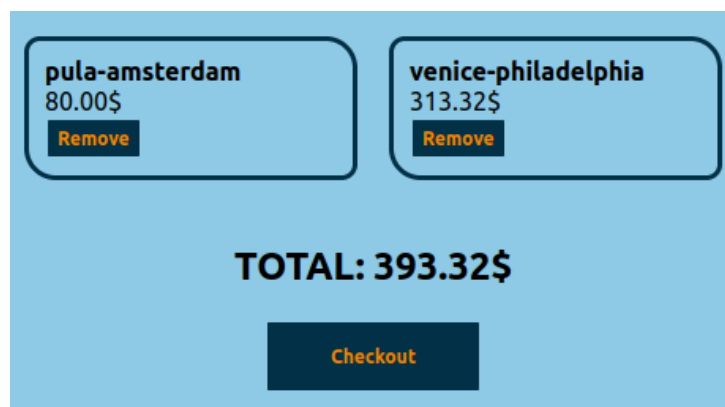 pula-amsterdam
80.00$
Remove
venice-philadelphia
313.32$
Remove
TOTAL: 393.32$
Checkout